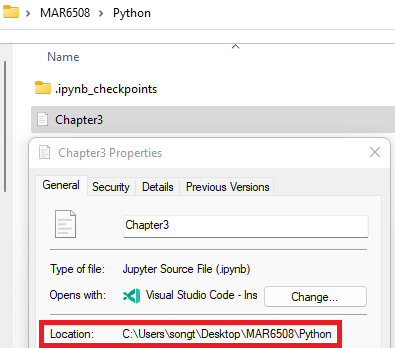 MAR6508 > Python
Name
.ipynb_checkpoints
Chapter3
Chapter3 Properties
General Security Details Previous Versions
Chapter3
Type of file: Jupyter Source File (.ipynb)
Opens with: Visual Studio Code - Ins Change...
Location: C:\Users\songt\Desktop\MAR6508\Python